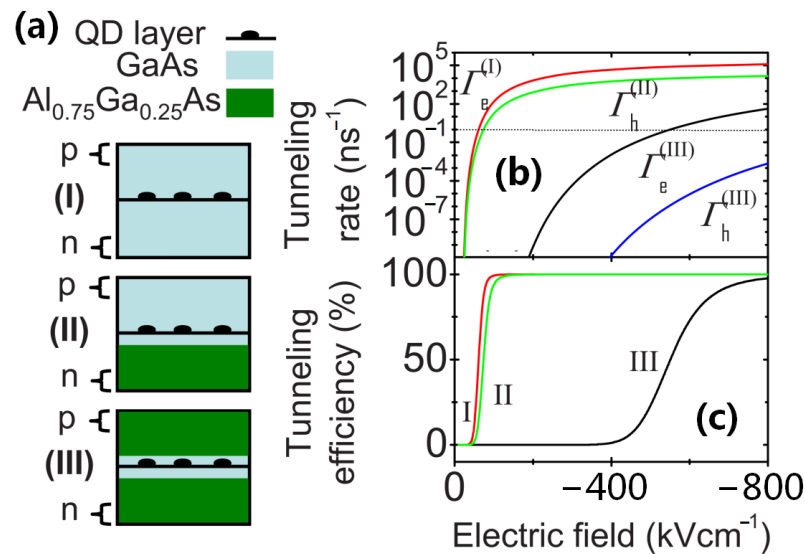 (a)
QD layer
GaAs
Al0.75Ga0.25As
p
(I)
n
p
(II)
n
p
(III)
n
Tunneling
rate (ns−1)
10^5
10^2
10^−1
10^−4
10^−7
Γe(I)
Γh(II)
Γe(III)
Γh(III)
(b)
Tunneling
efficiency (%)
100
50
0
I
II
III
(c)
0
−400
−800
Electric field (kVcm−1)